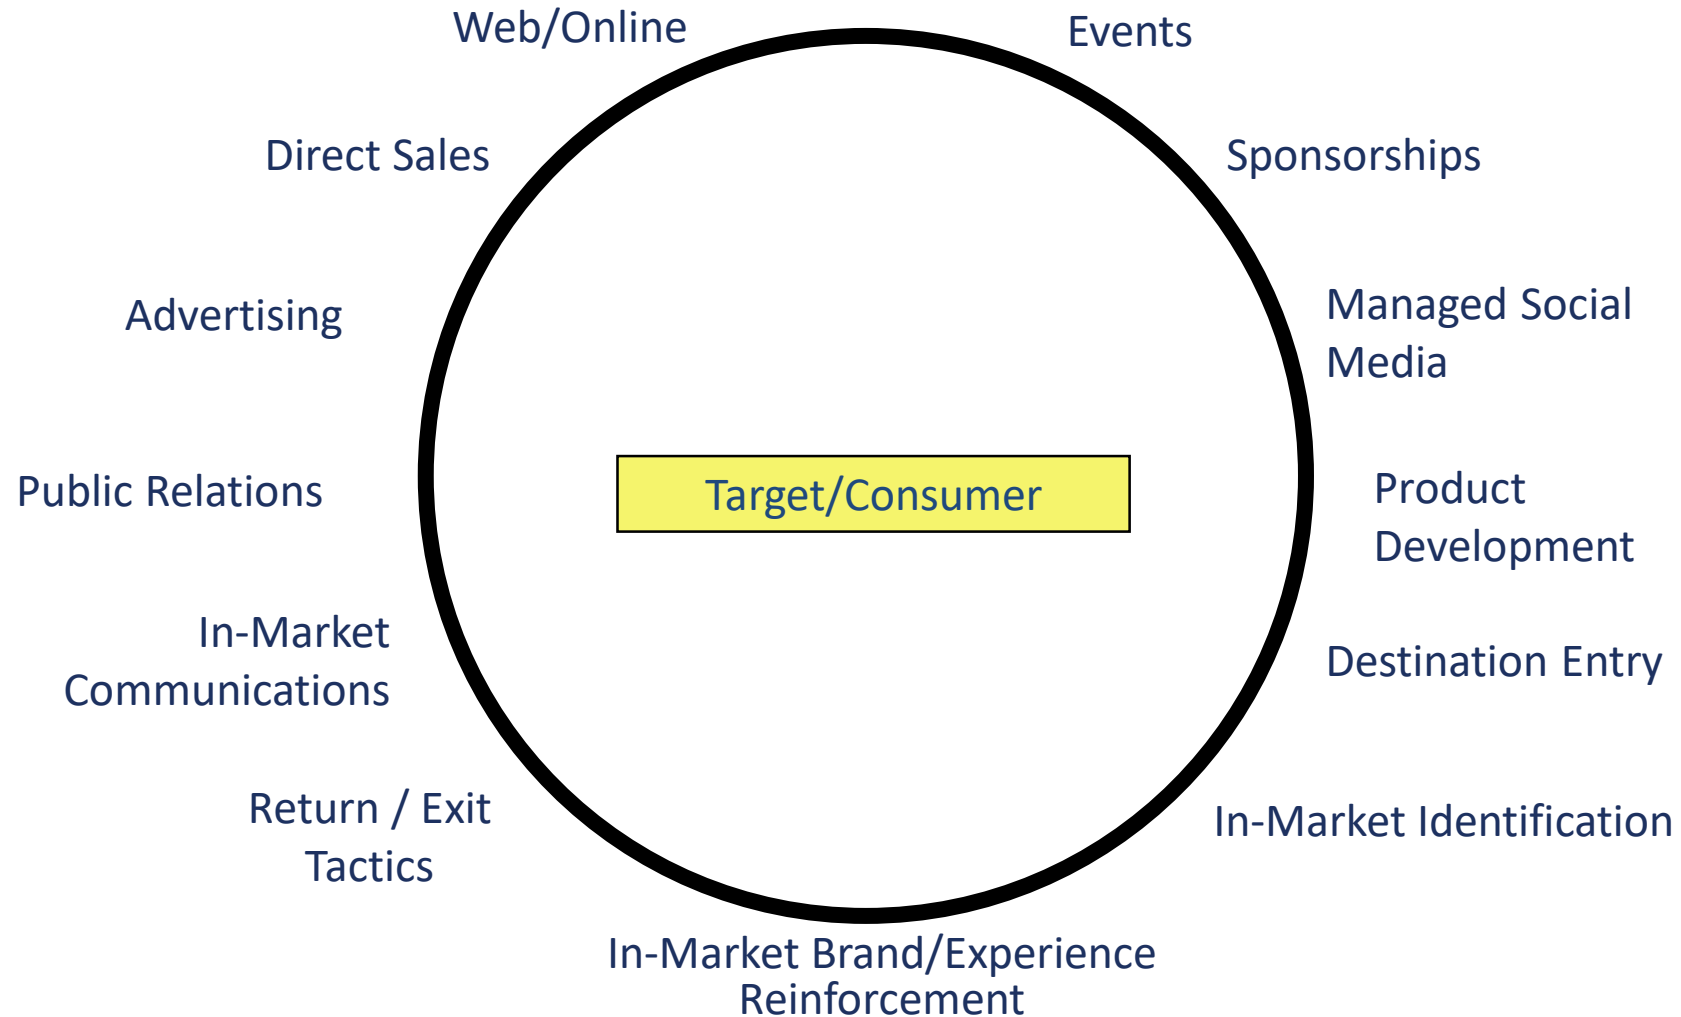 Web/Online
Events
Direct Sales
Sponsorships
Advertising
Managed Social
Media
Public Relations
Target/Consumer
Product
Development
In-Market
Communications
Destination Entry
Return / Exit
Tactics
In-Market Identification
In-Market Brand/Experience
Reinforcement